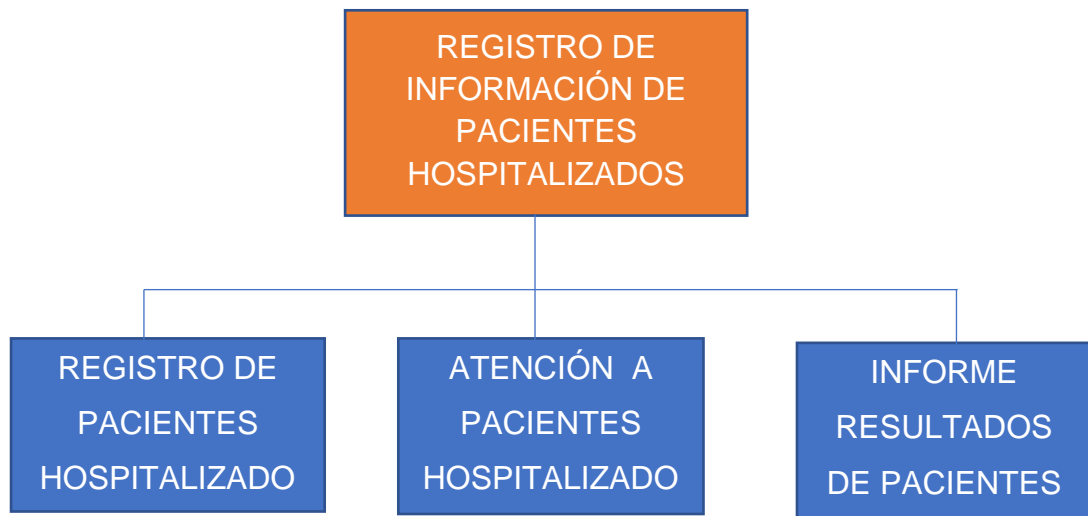 REGISTRO DE
INFORMACIÓN DE
PACIENTES
HOSPITALIZADOS
REGISTRO DE
PACIENTES
HOSPITALIZADO
ATENCIÓN A
PACIENTES
HOSPITALIZADO
INFORME
RESULTADOS
DE PACIENTES